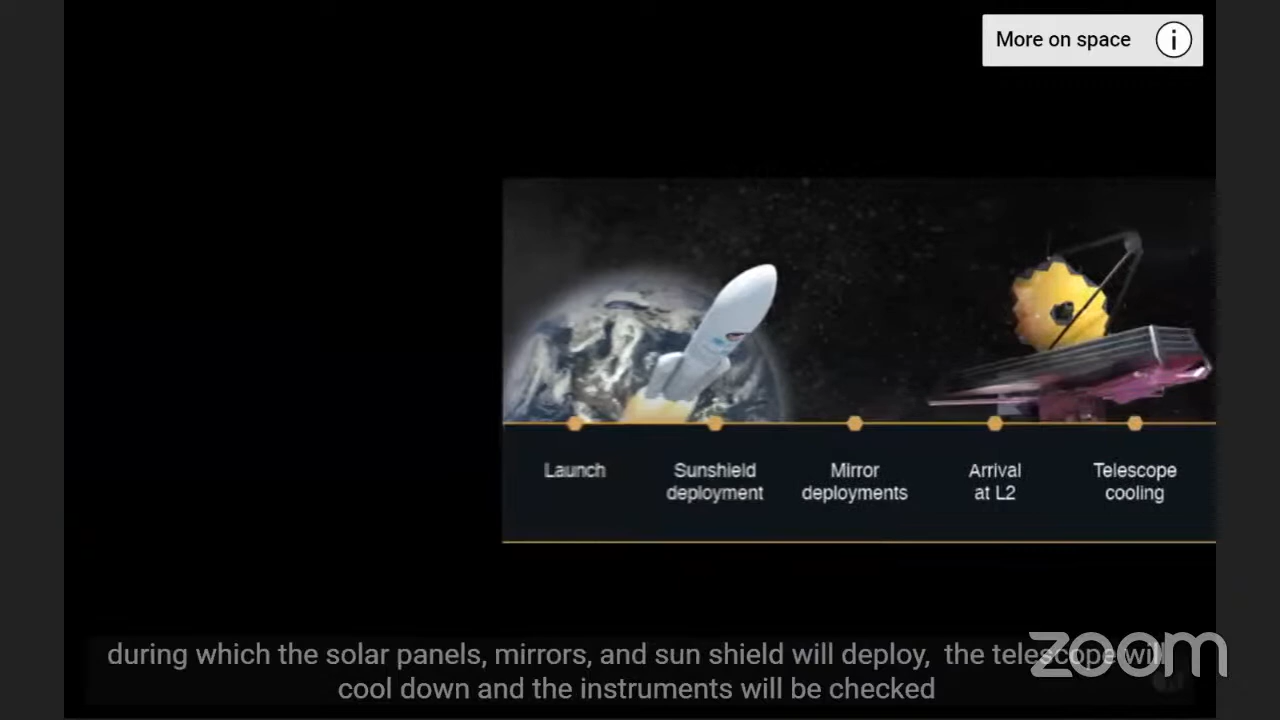 More on space
Launch
Sunshield
deployment
Mirror
deployments
Arrival
at L2
Telescope
cooling
during which the solar panels, mirrors, and sun shield will deploy, the telescope will
cool down and the instruments will be checked
zoom